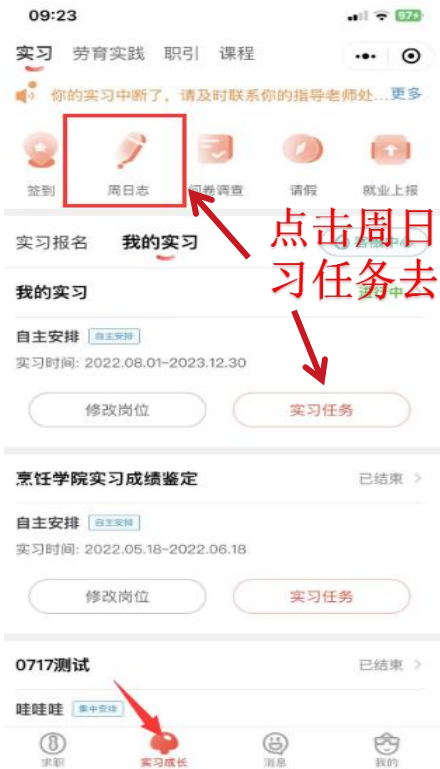 09:23
97
实习 劳育实践 职引 课程
你的实习中断了，请及时联系你的指导老师处...更多
签到 周日志 问卷调查 请假 就业上报
实习报名 我的实习
点击周日
习任务去
我的实习
自主安排 自主安排
实习时间: 2022.08.01~2023.12.30
修改岗位 实习任务
烹饪学院实习成绩鉴定 已结束
自主安排 自主安排
实习时间: 2022.05.18~2022.06.18
修改岗位 实习任务
0717测试 已结束
哇哇哇 集中安排
求职 实习成长 消息 我的